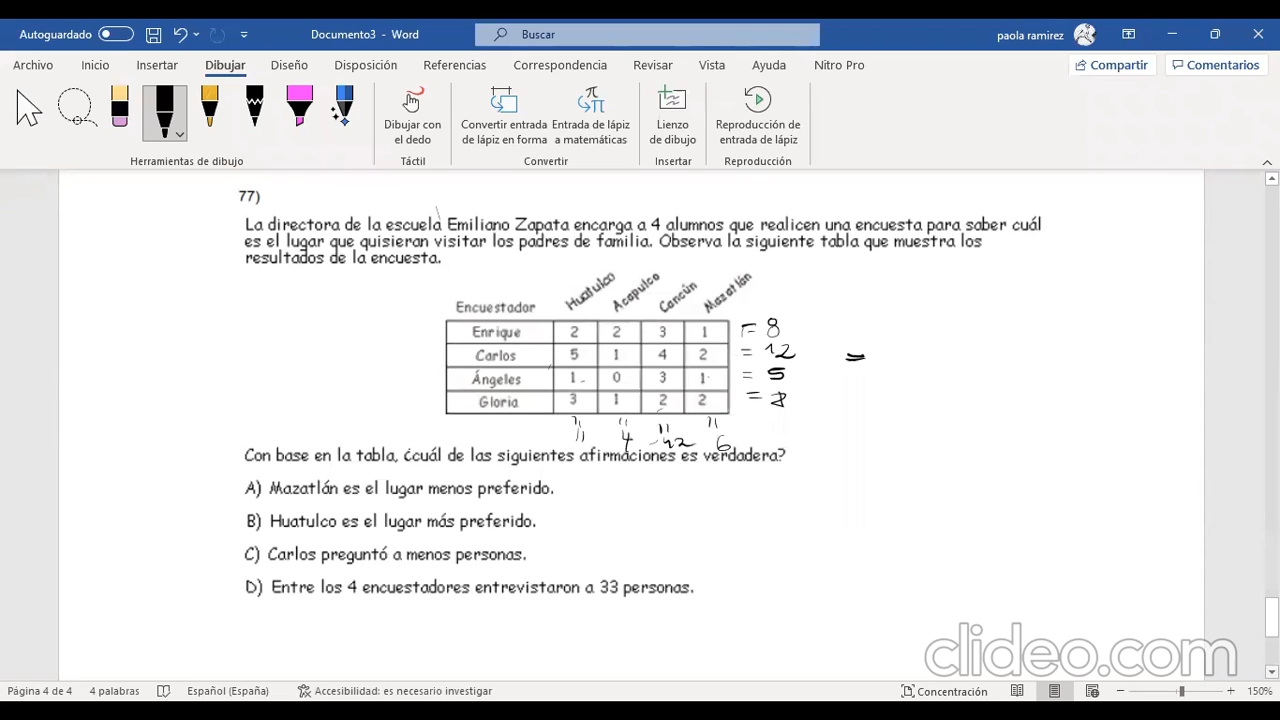 Autoguardado Documento3 - Word Buscar paola ramirez
Archivo Inicio Insertar Dibujar Diseño Disposición Referencias Correspondencia Revisar Vista Ayuda Nitro Pro Compartir Comentarios
Dibujar con el dedo
Convertir entrada de lápiz en forma
Entrada de lápiz a matemáticas
Lienzo de dibujo
Reproducción de entrada de lápiz
Herramientas de dibujo Táctil Convertir Insertar Reproducción
77)
La directora de la escuela Emiliano Zapata encarga a 4 alumnos que realicen una encuesta para saber cuál
es el lugar que quisieran visitar los padres de familia. Observa la siguiente tabla que muestra los
resultados de la encuesta.
Encuestador Huatulco Acapulco Cancún Mazatlán
Enrique 2 2 3 1 = 8
Carlos 5 1 4 2 = 12 =
Ángeles 1 0 3 1 = 5
Gloria 3 1 2 2 = 8
11 4 12 6
Con base en la tabla, ¿cuál de las siguientes afirmaciones es verdadera?
A) Mazatlán es el lugar menos preferido.
B) Huatulco es el lugar más preferido.
C) Carlos preguntó a menos personas.
D) Entre los 4 encuestadores entrevistaron a 33 personas.
clideo.com
Página 4 de 4 4 palabras Español (España) Accesibilidad: es necesario investigar Concentración 150%